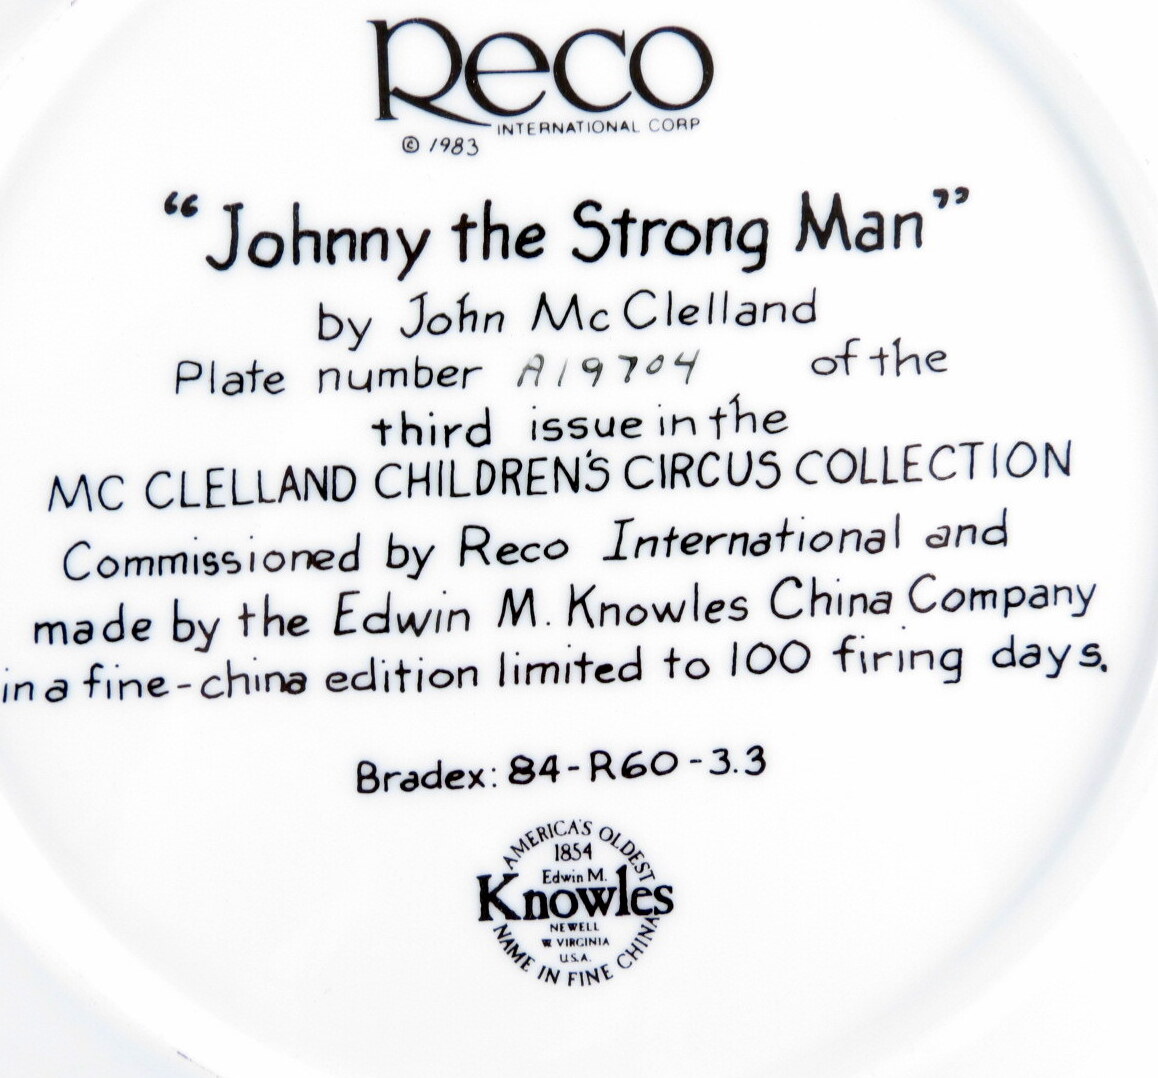 Reco
INTERNATIONAL CORP
© 1983
“Johnny the Strong Man”
by John McClelland
Plate number A19704 of the
third issue in the
MC CLELLAND CHILDREN'S CIRCUS COLLECTION
Commissioned by Reco International and
made by the Edwin M. Knowles China Company
in a fine-china edition limited to 100 firing days.
Bradex: 84-R60-3.3
AMERICA'S OLDEST
1854
Edwin M.
Knowles
NEWELL
W VIRGINIA
U.S.A.
NAME IN FINE CHINA